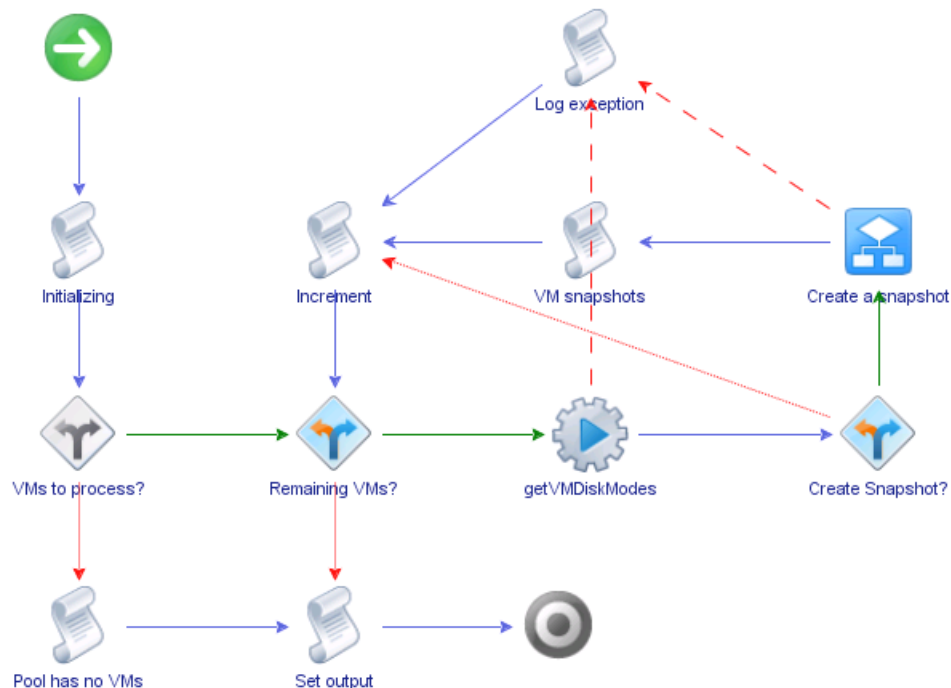 Log exception
Initializing
Increment
VM snapshots
Create a snapshot
VMs to process?
Remaining VMs?
getVMDiskModes
Create Snapshot?
Pool has no VMs
Set output